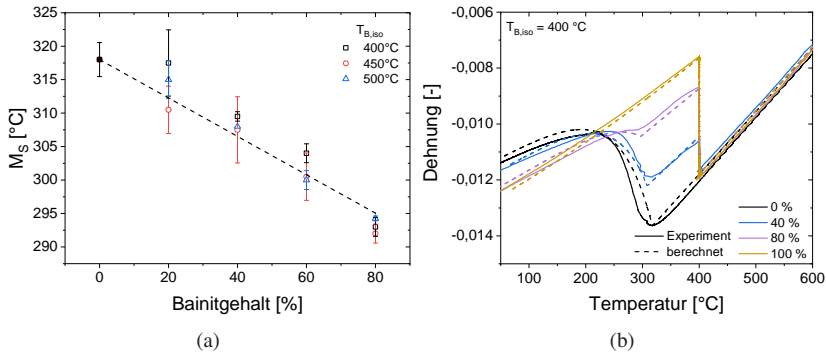 T_B,iso
400°C
450°C
500°C
320
315
310
305
300
295
290
M_S [°C]
0
20
40
60
80
Bainitgehalt [%]
(a)
T_B,iso = 400 °C
-0,006
-0,008
-0,010
-0,012
-0,014
Dehnung [-]
0 %
40 %
80 %
100 %
Experiment
berechnet
100
200
300
400
500
600
Temperatur [°C]
(b)